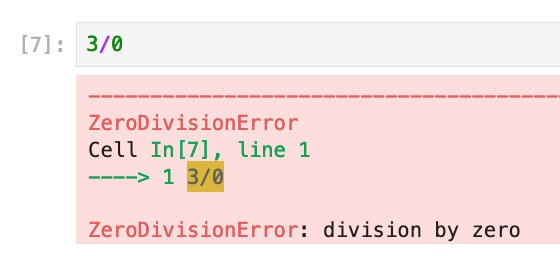 [7]: 3/0
---------------------------------------
ZeroDivisionError
Cell In[7], line 1
----> 1 3/0
ZeroDivisionError: division by zero